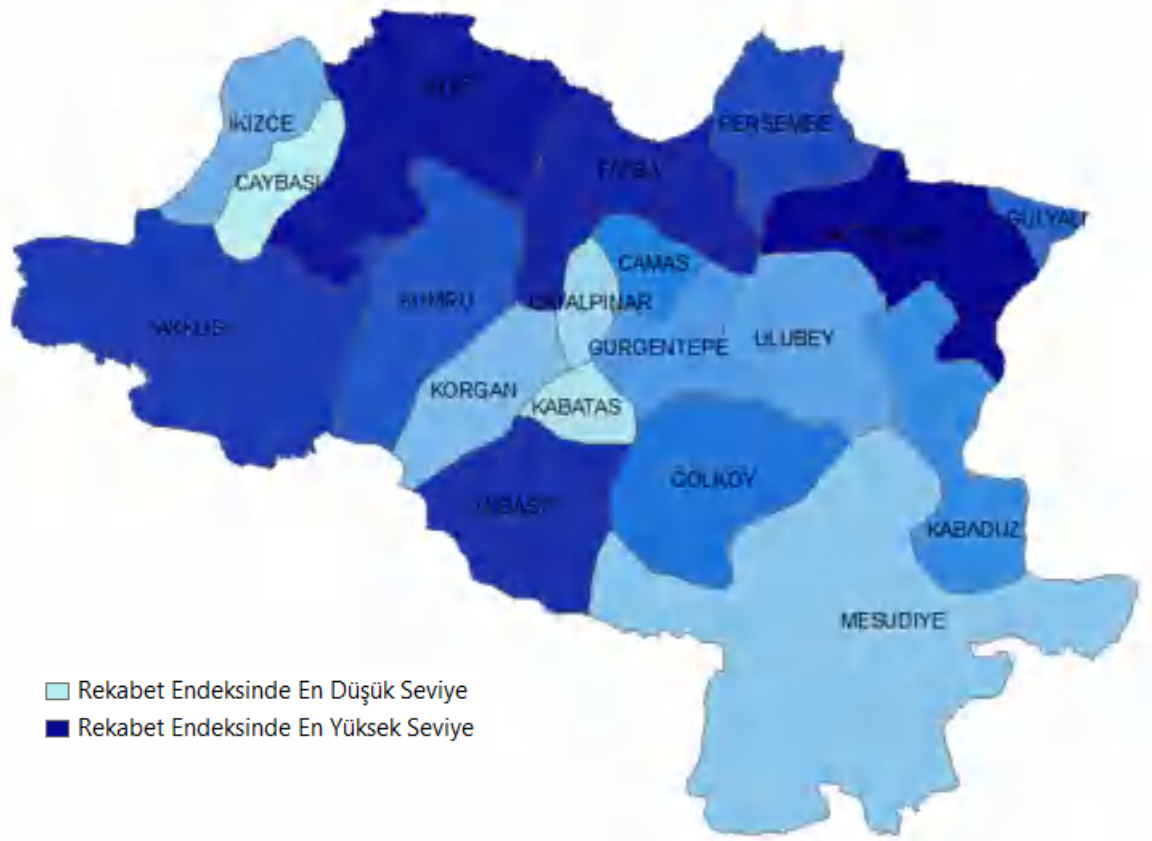 PERSEMBE
IKIZCE
FATSA
CAYBASI
GULYALI
CAMAS
KUMRU
CATALPINAR
AKKUS
GURGENTEPE
ULUBEY
KORGAN
KABATAS
GOLKOY
KABADUZ
MESUDIYE
Rekabet Endeksinde En Düşük Seviye
Rekabet Endeksinde En Yüksek Seviye